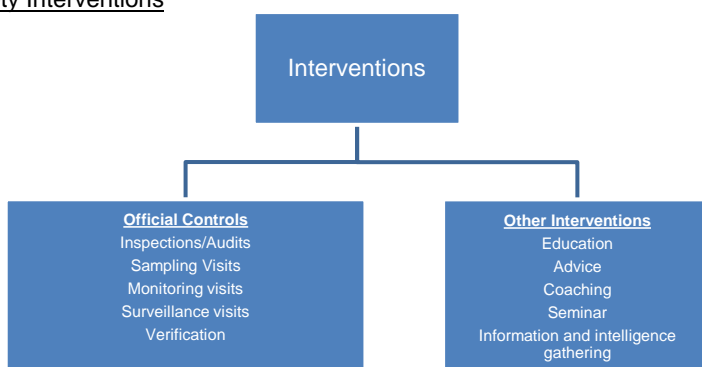 ty Interventions
Interventions
Official Controls
Inspections/Audits
Sampling Visits
Monitoring visits
Surveillance visits
Verification
Other Interventions
Education
Advice
Coaching
Seminar
Information and intelligence
gathering